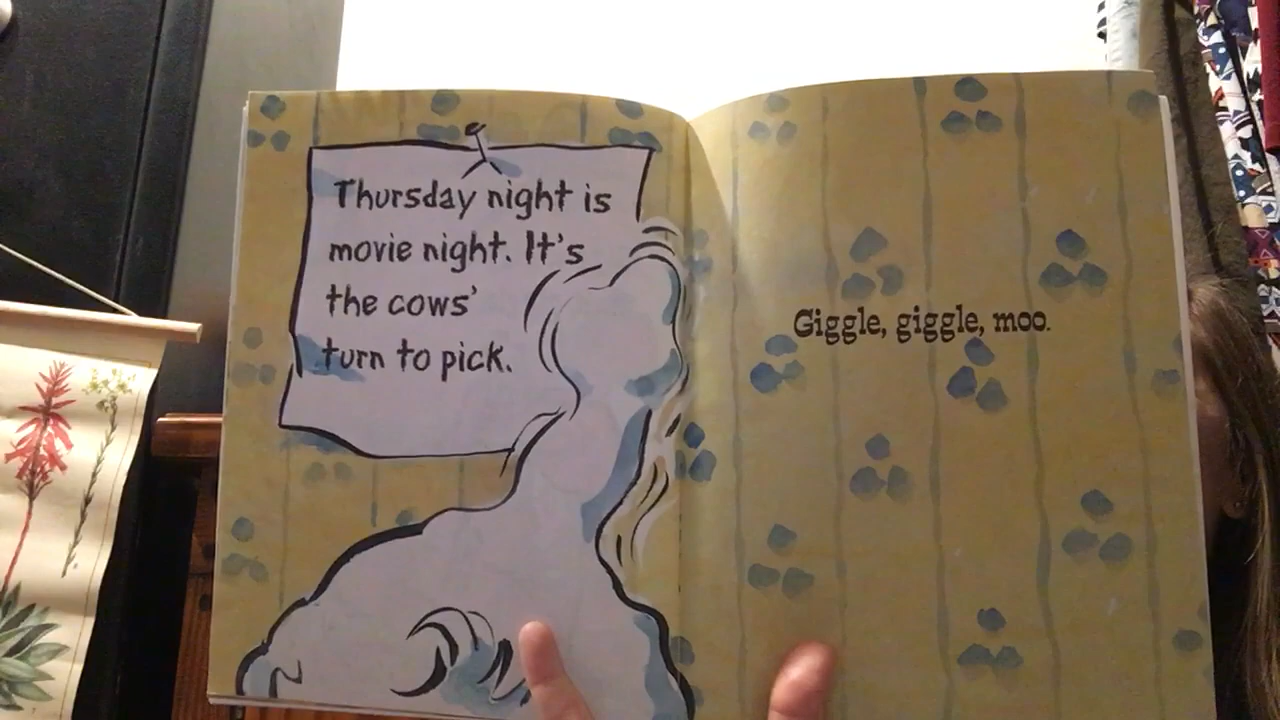 Thursday night is
movie night. It's
the cows'
turn to pick.
Giggle, giggle, moo.